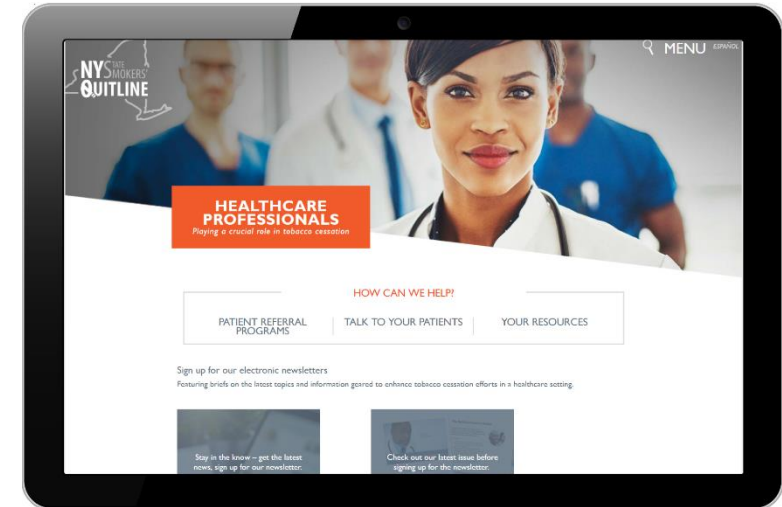 NYSTATE
SMOKERS'
QUITLINE
MENU ESPAÑOL
HEALTHCARE
PROFESSIONALS
Playing a crucial role in tobacco cessation
HOW CAN WE HELP?
PATIENT REFERRAL
PROGRAMS
TALK TO YOUR PATIENTS
YOUR RESOURCES
Sign up for our electronic newsletters
Featuring briefs on the latest topics and information geared to enhance tobacco cessation efforts in a healthcare setting.
Stay in the know – get the latest
news, sign up for our newsletter.
Check out our latest issue before
signing up for the newsletter.